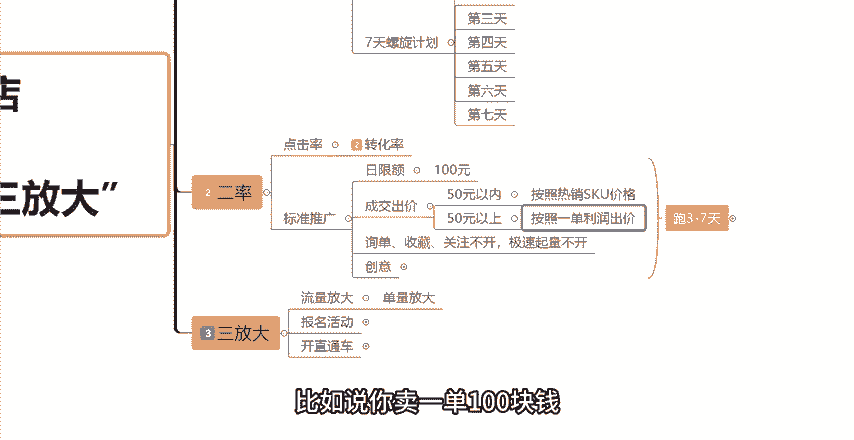 第三天
7天螺旋计划
第四天
第五天
第六天
第七天
店
三放大”
2 二率
点击率
2 转化率
标准推广
日限额
100元
成交出价
50元以内
按照热销SKU价格
50元以上
按照一单利润出价
询单、收藏、关注不开，极速起量不开
创意
跑3-7天
3 三放大
流量放大
单量放大
报名活动
开直通车
比如说你卖一单100块钱